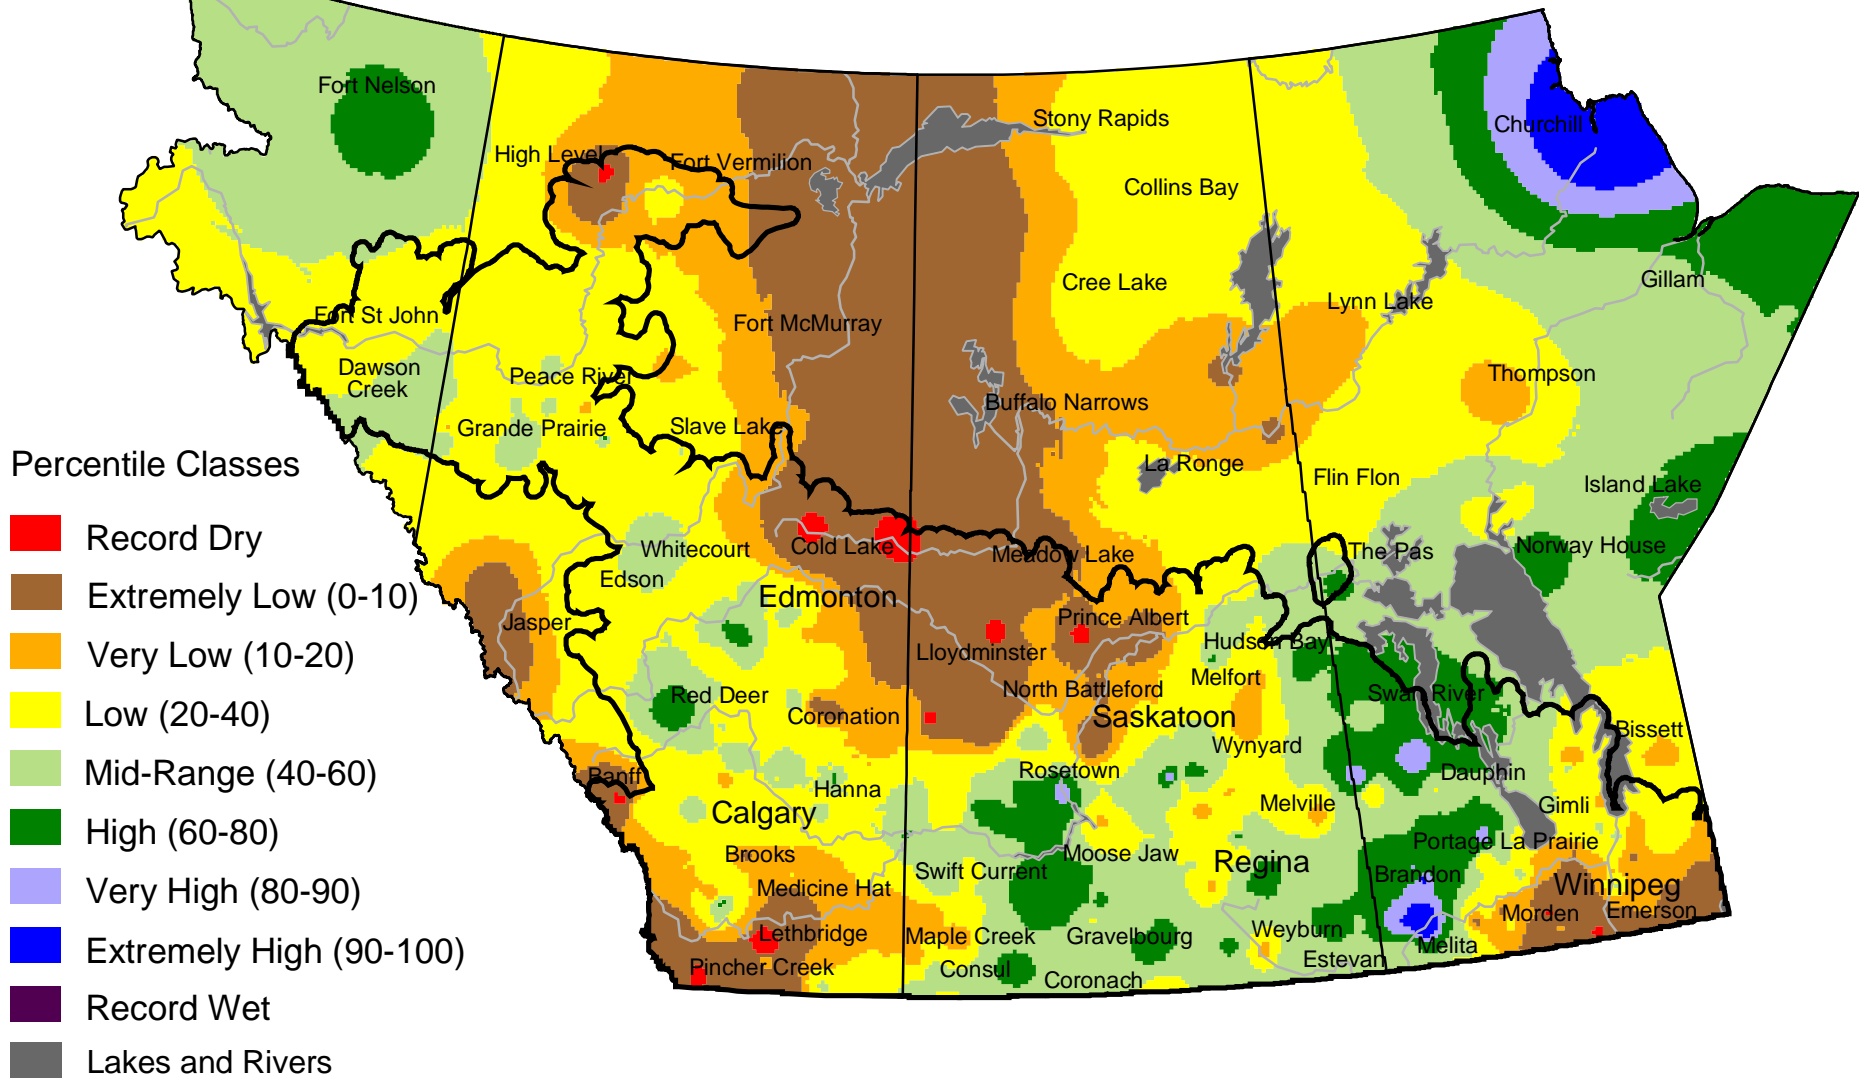 Fort Nelson
Stony Rapids
Churchill
High Level
Fort Vermilion
Collins Bay
Cree Lake
Gillam
Lynn Lake
Fort St John
Fort McMurray
Dawson
Creek
Peace River
Thompson
Buffalo Narrows
Grande Prairie
Slave Lake
La Ronge
Flin Flon
Island Lake
Whitecourt
Cold Lake
Meadow Lake
The Pas
Norway House
Edson
Edmonton
Jasper
Prince Albert
Lloydminster
Hudson Bay
Melfort
Red Deer
North Battleford
Swan River
Coronation
Saskatoon
Wynyard
Bissett
Banff
Hanna
Rosetown
Dauphin
Calgary
Melville
Gimli
Brooks
Moose Jaw
Regina
Portage La Prairie
Medicine Hat
Swift Current
Brandon
Winnipeg
Lethbridge
Maple Creek
Gravelbourg
Weyburn
Morden
Emerson
Pincher Creek
Consul
Coronach
Estevan
Melita
Percentile Classes
Record Dry
Extremely Low (0-10)
Very Low (10-20)
Low (20-40)
Mid-Range (40-60)
High (60-80)
Very High (80-90)
Extremely High (90-100)
Record Wet
Lakes and Rivers